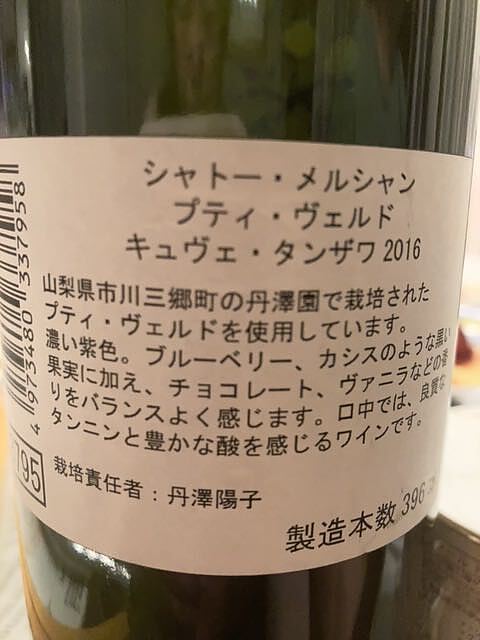 シャトー・メルシャン
プティ・ヴェルド
キュヴェ・タンザワ 2016
山梨県市川三郷町の丹澤園で栽培された
プティ・ヴェルドを使用しています。
濃い紫色。ブルーベリー、カシスのような黒い
果実に加え、チョコレート、ヴァニラなどの香
りをバランスよく感じます。口中では、良質な
タンニンと豊かな酸を感じるワインです。
栽培責任者：丹澤陽子
製造本数 396
4 973480 337958
795